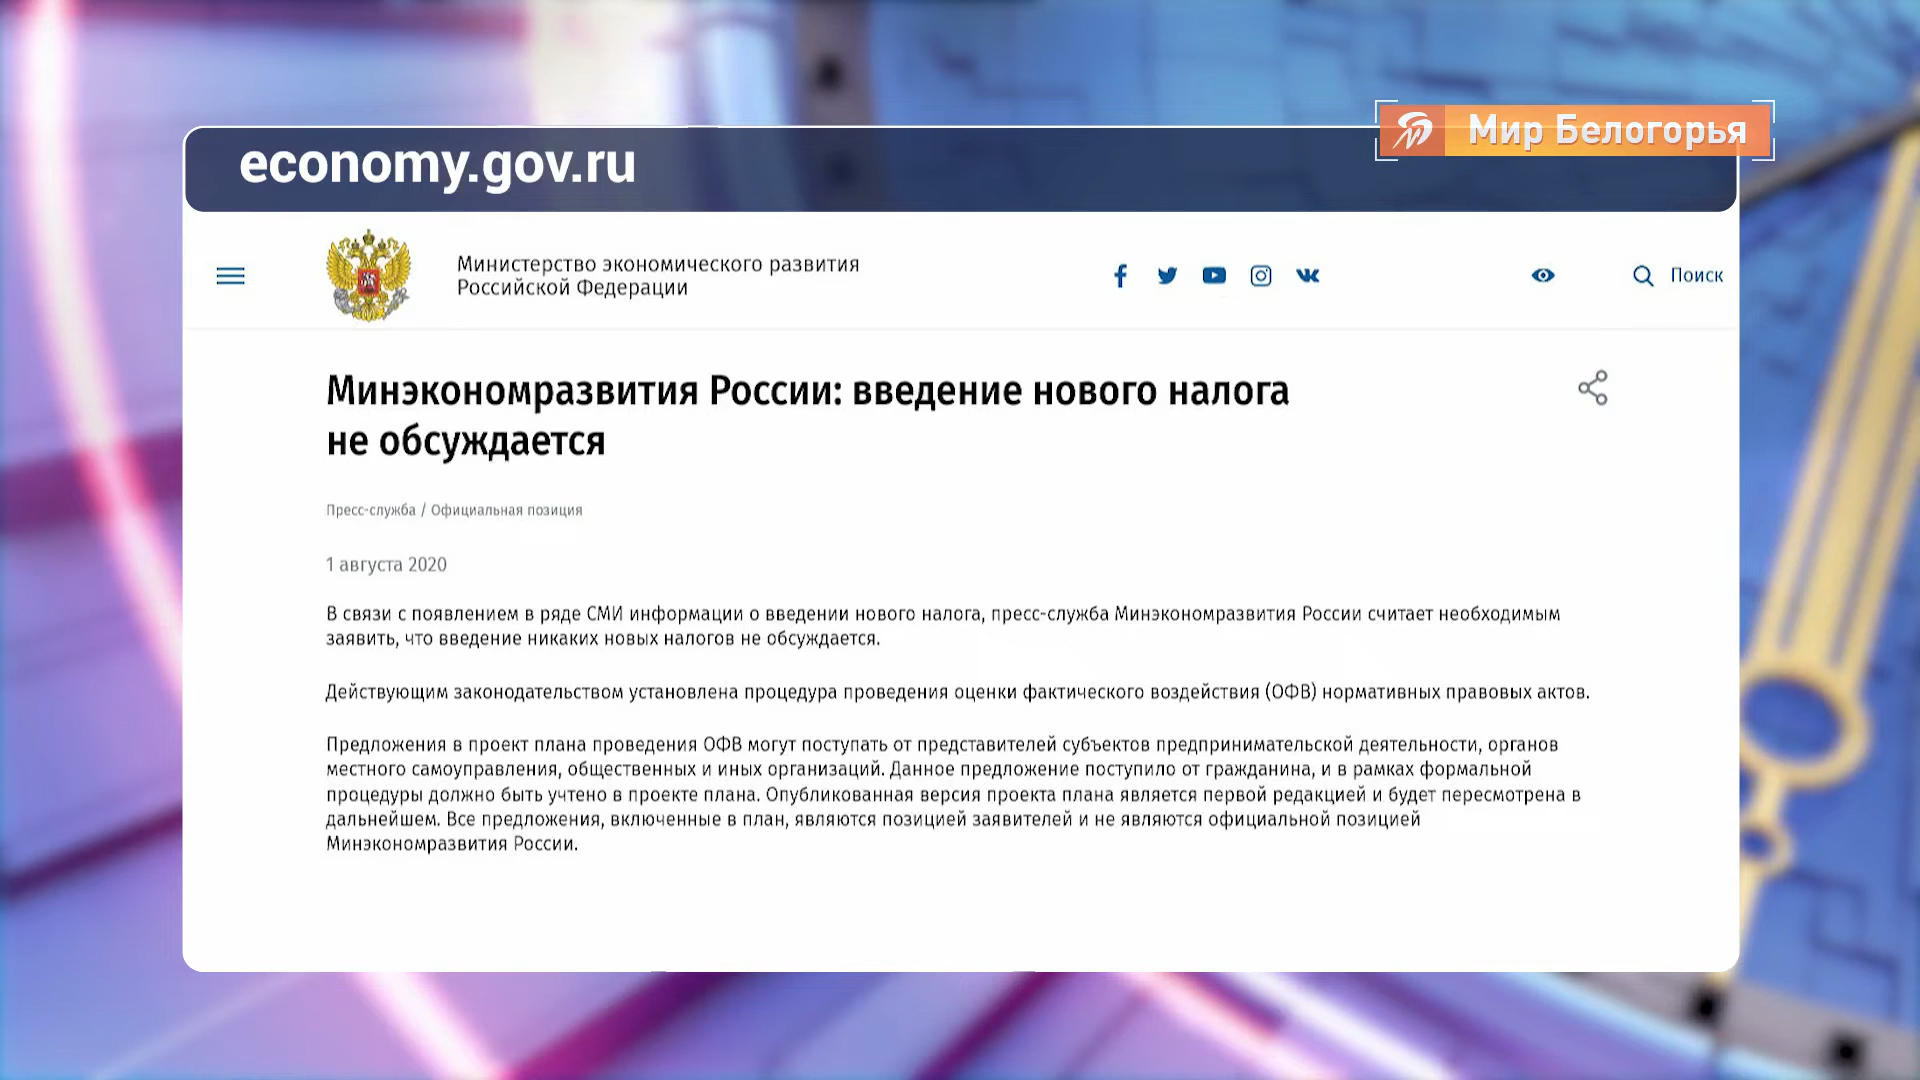 Мир Белогорья
economy.gov.ru
Министерство экономического развития
Российской Федерации
Поиск
Минэкономразвития России: введение нового налога
не обсуждается
Пресс-служба / Официальная позиция
1 августа 2020
В связи с появлением в ряде СМИ информации о введении нового налога, пресс-служба Минэкономразвития России считает необходимым
заявить, что введение никаких новых налогов не обсуждается.
Действующим законодательством установлена процедура проведения оценки фактического воздействия (ОФВ) нормативных правовых актов.
Предложения в проект плана проведения ОФВ могут поступать от представителей субъектов предпринимательской деятельности, органов
местного самоуправления, общественных и иных организаций. Данное предложение поступило от гражданина, и в рамках формальной
процедуры должно быть учтено в проекте плана. Опубликованная версия проекта плана является первой редакцией и будет пересмотрена в
дальнейшем. Все предложения, включенные в план, являются позицией заявителей и не являются официальной позицией
Минэкономразвития России.